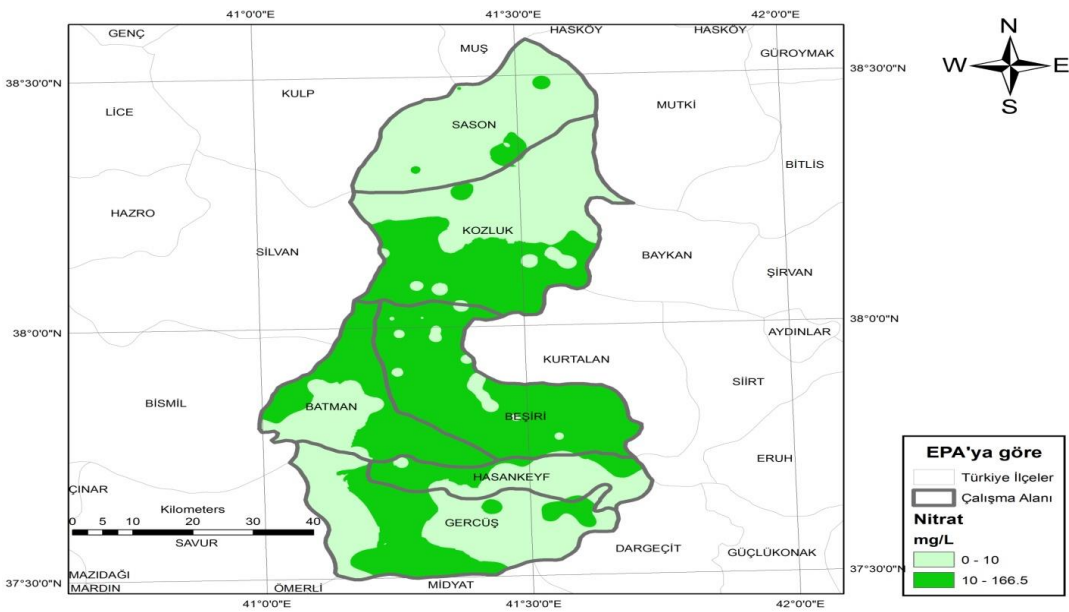 41°0'0"E
41°30'0"E
42°0'0"E
GENÇ
HASKÖY
HASKÖY
MUŞ
GÜROYMAK
N
W
E
S
38°30'0"N
38°30'0"N
KULP
MUTKİ
LİCE
SASON
BİTLİS
HAZRO
KOZLUK
SİLVAN
BAYKAN
ŞİRVAN
38°0'0"N
38°0'0"N
AYDINLAR
KURTALAN
SİİRT
BİSMİL
BATMAN
BEŞİRİ
ERUH
HASANKEYF
ÇINAR
Kilometers
0 5 10 20 30 40
SAVUR
GERCÜŞ
DARGEÇİT
GÜÇLÜKONAK
MAZIDAĞI
37°30'0"N
37°30'0"N
MARDİN
ÖMERLİ
MİDYAT
41°0'0"E
41°30'0"E
42°0'0"E
EPA'ya göre
Türkiye İlçeler
Çalışma Alanı
Nitrat
mg/L
0 - 10
10 - 166.5